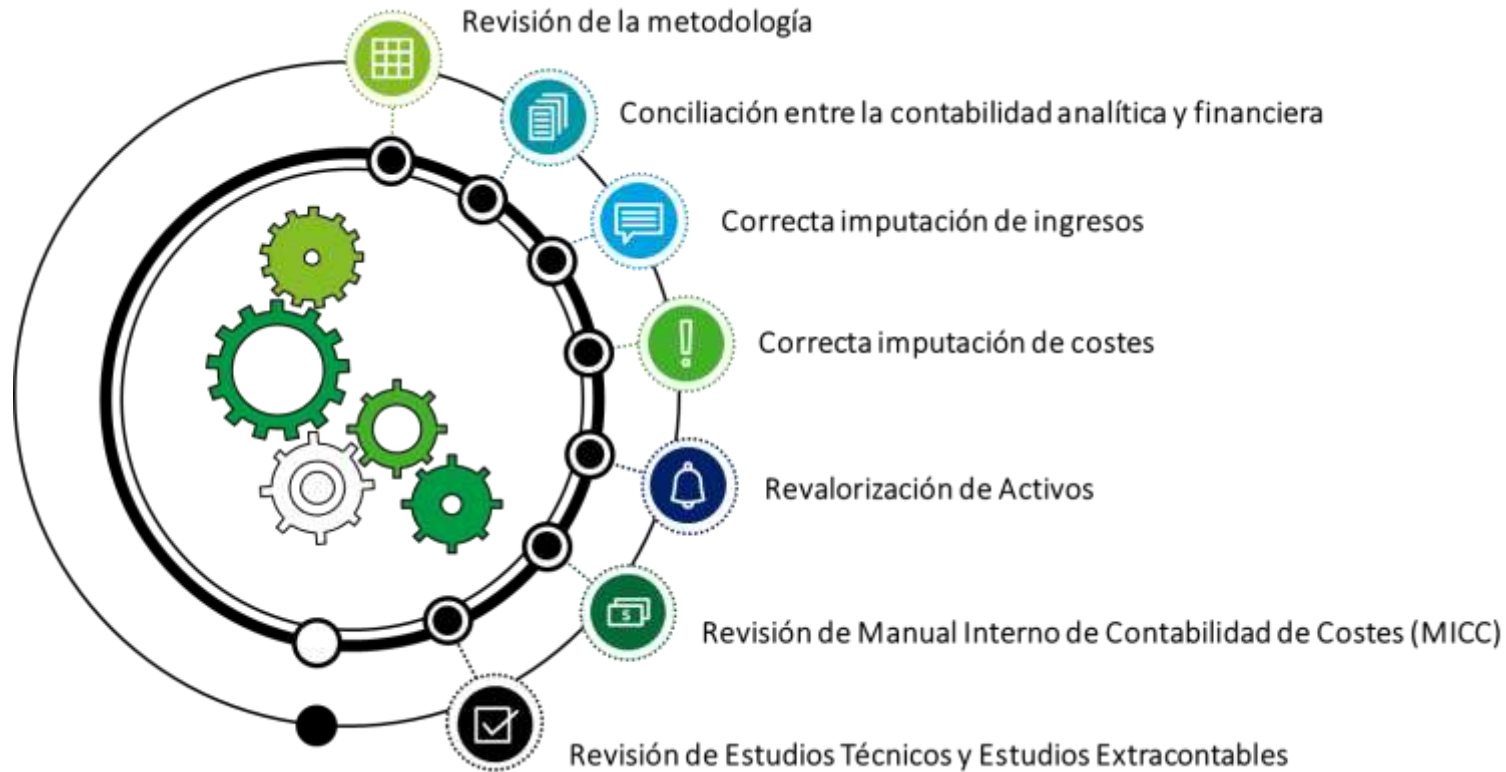 Revisión de la metodología
Conciliación entre la contabilidad analítica y financiera
Correcta imputación de ingresos
Correcta imputación de costes
Revalorización de Activos
Revisión de Manual Interno de Contabilidad de Costes (MICC)
Revisión de Estudios Técnicos y Estudios Extracontables